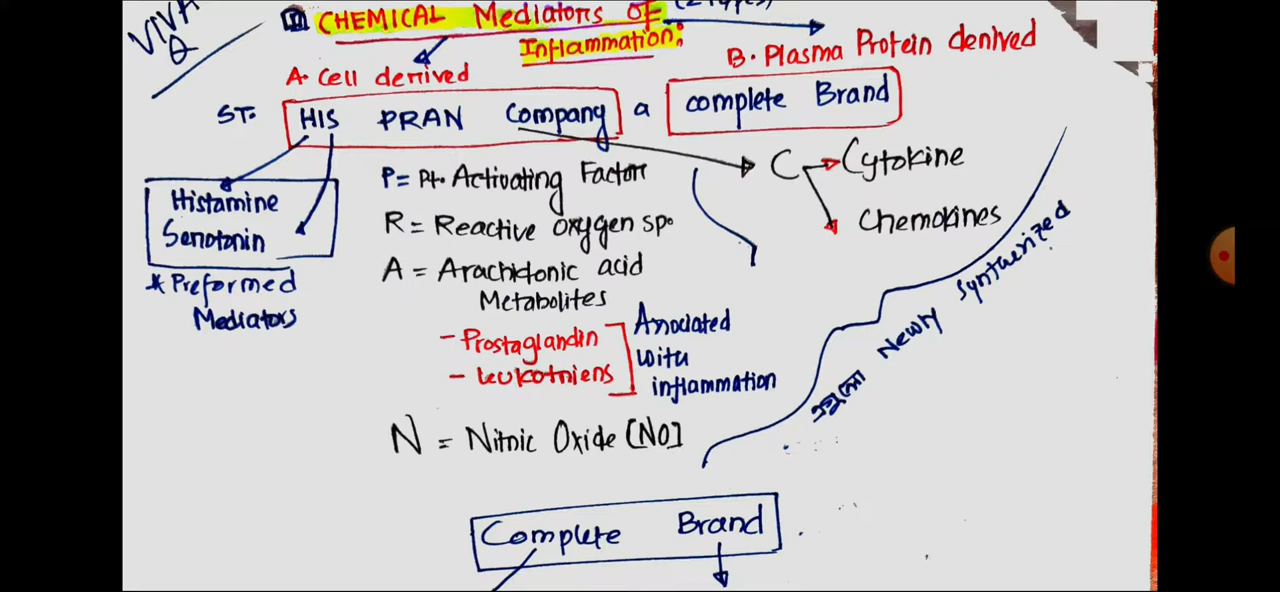 VIVA
Q
CHEMICAL Mediators of
Inflammation:
A. Cell derived
B. Plasma Protein derived
ST. HIS PRAN Company a complete Brand
Histamine
Serotonin
* Preformed
Mediators
P = Pt. Activating Factor
R = Reactive oxygen spe
A = Arachidonic acid
Metabolites
- Prostaglandin
- Leukotriens
Associated
with
inflammation
N = Nitric Oxide [NO]
C Cytokine
Chemokines
Newly Synthesized
Complete Brand